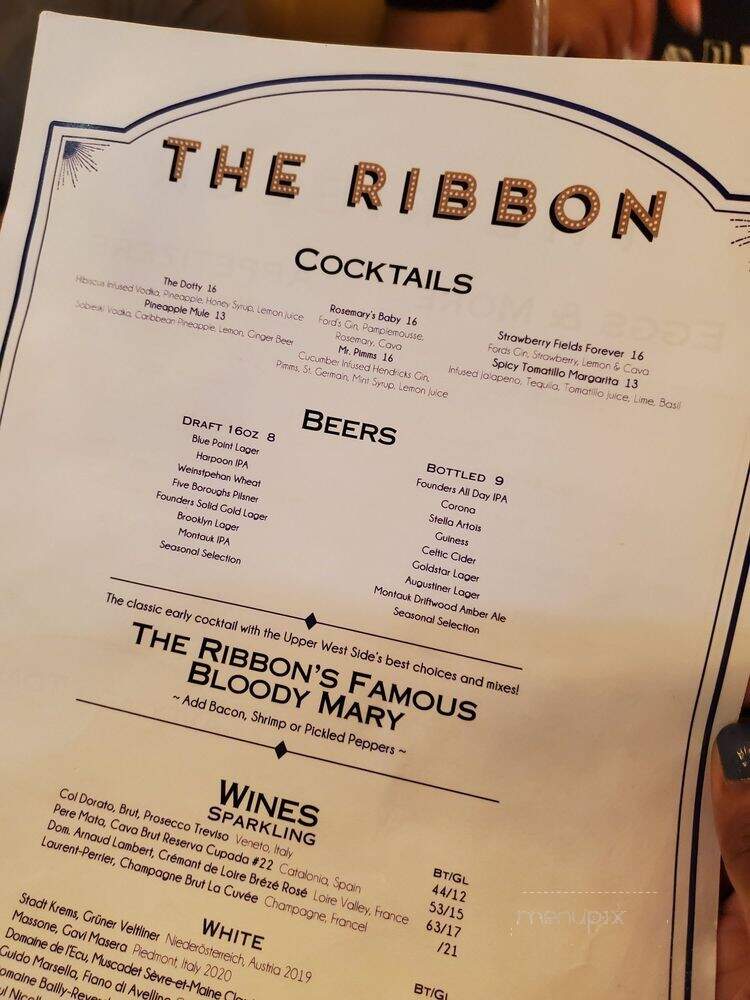 THE RIBBON
COCKTAILS
The Dotty 16
Hibiscus Infused Vodka, Pineapple, Honey Syrup, Lemon juice
Pineapple Mule 13
Sobieski Vodka, Caribbean Pineapple, Lemon, Ginger Beer
Rosemary's Baby 16
Ford's Gin, Pamplemousse,
Rosemary, Cava
Mr. Pimms 16
Cucumber Infused Hendricks Gin,
Pimms, St. Germain, Mint Syrup, Lemon juice
Strawberry Fields Forever 16
Fords Gin, Strawberry, Lemon & Cava
Spicy Tomatillo Margarita 13
Infused jalapeno, Tequila, Tomatillo juice, Lime, Basil
BEERS
DRAFT 16OZ 8
Blue Point Lager
Harpoon IPA
Weinstpehan Wheat
Five Boroughs Pilsner
Founders Solid Gold Lager
Brooklyn Lager
Montauk IPA
Seasonal Selection
BOTTLED 9
Founders All Day IPA
Corona
Stella Artois
Guiness
Celtic Cider
Goldstar Lager
Augustiner Lager
Montauk Driftwood Amber Ale
Seasonal Selection
The classic early cocktail with the Upper West Side's best choices and mixes!
THE RIBBON'S FAMOUS
BLOODY MARY
~ Add Bacon, Shrimp or Pickled Peppers ~
WINES
SPARKLING
BT/GL
Col Dorato, Brut, Prosecco Treviso Veneto, Italy 44/12
Pere Mata, Cava Brut Reserva Cupada #22 Catalonia, Spain 53/15
Dom. Arnaud Lambert, Crémant de Loire Brézé Rosé Loire Valley, France 63/17
Laurent-Perrier, Champagne Brut La Cuvée Champagne, Francel /21
WHITE
BT/GL
Stadt Krems, Grüner Veltliner Niederösterreich, Austria 2019
Massone, Gavi Masera Piedmont, Italy 2020
Domaine de l'Ecu, Muscadet Sèvre-et-Maine
Guido Marsella, Fiano di Avellino
menupix